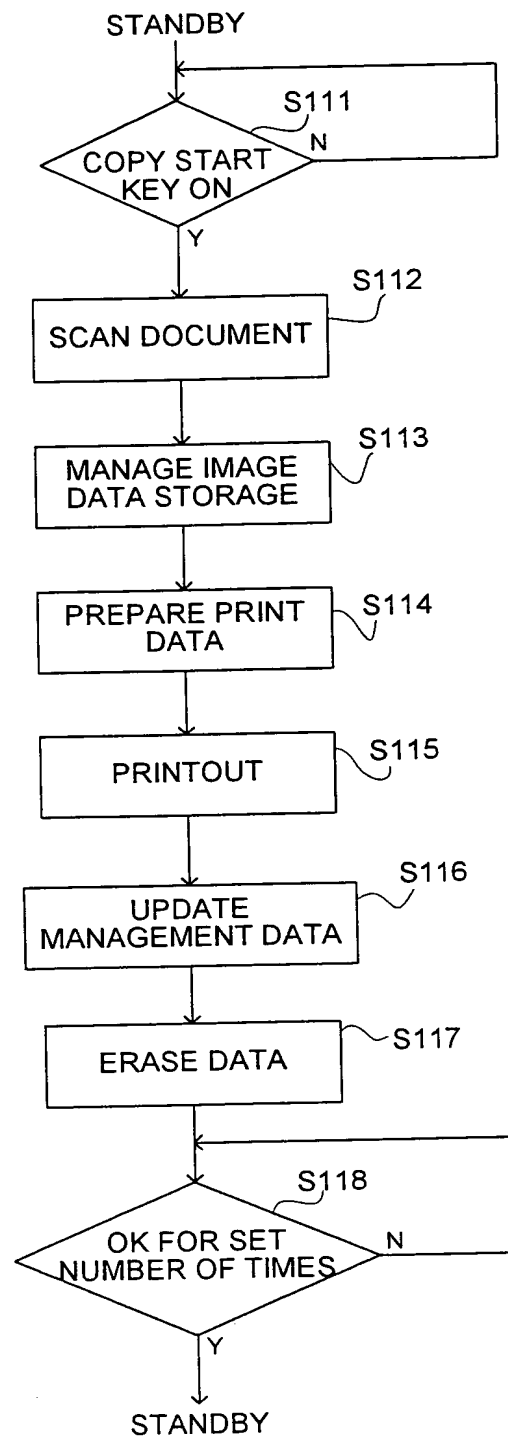 STANDBY
S111
COPY START
KEY ON
N
Y
S112
SCAN DOCUMENT
S113
MANAGE IMAGE
DATA STORAGE
S114
PREPARE PRINT
DATA
S115
PRINTOUT
S116
UPDATE
MANAGEMENT DATA
S117
ERASE DATA
S118
OK FOR SET
NUMBER OF TIMES
N
Y
STANDBY